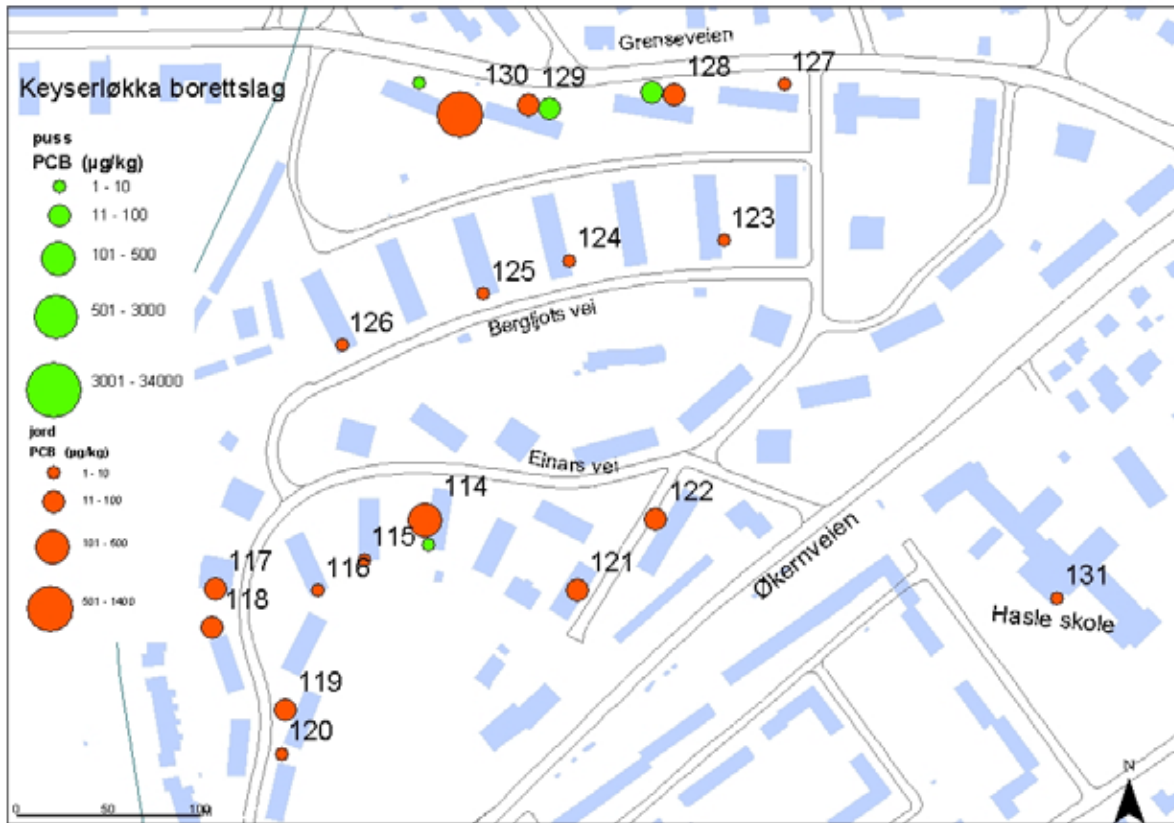 Grenseveien
Keyserløkka borettslag
130
129
128
127
puss
PCB (µg/kg)
1 - 10
11 - 100
101 - 500
501 - 3000
3001 - 34000
jord
PCB (µg/kg)
1 - 10
11 - 100
101 - 500
501 - 1400
123
124
125
126
Bergljots vei
Einars vei
114
115
116
117
118
119
120
121
122
Økernveien
131
Hasle skole
N
0 50 100
M